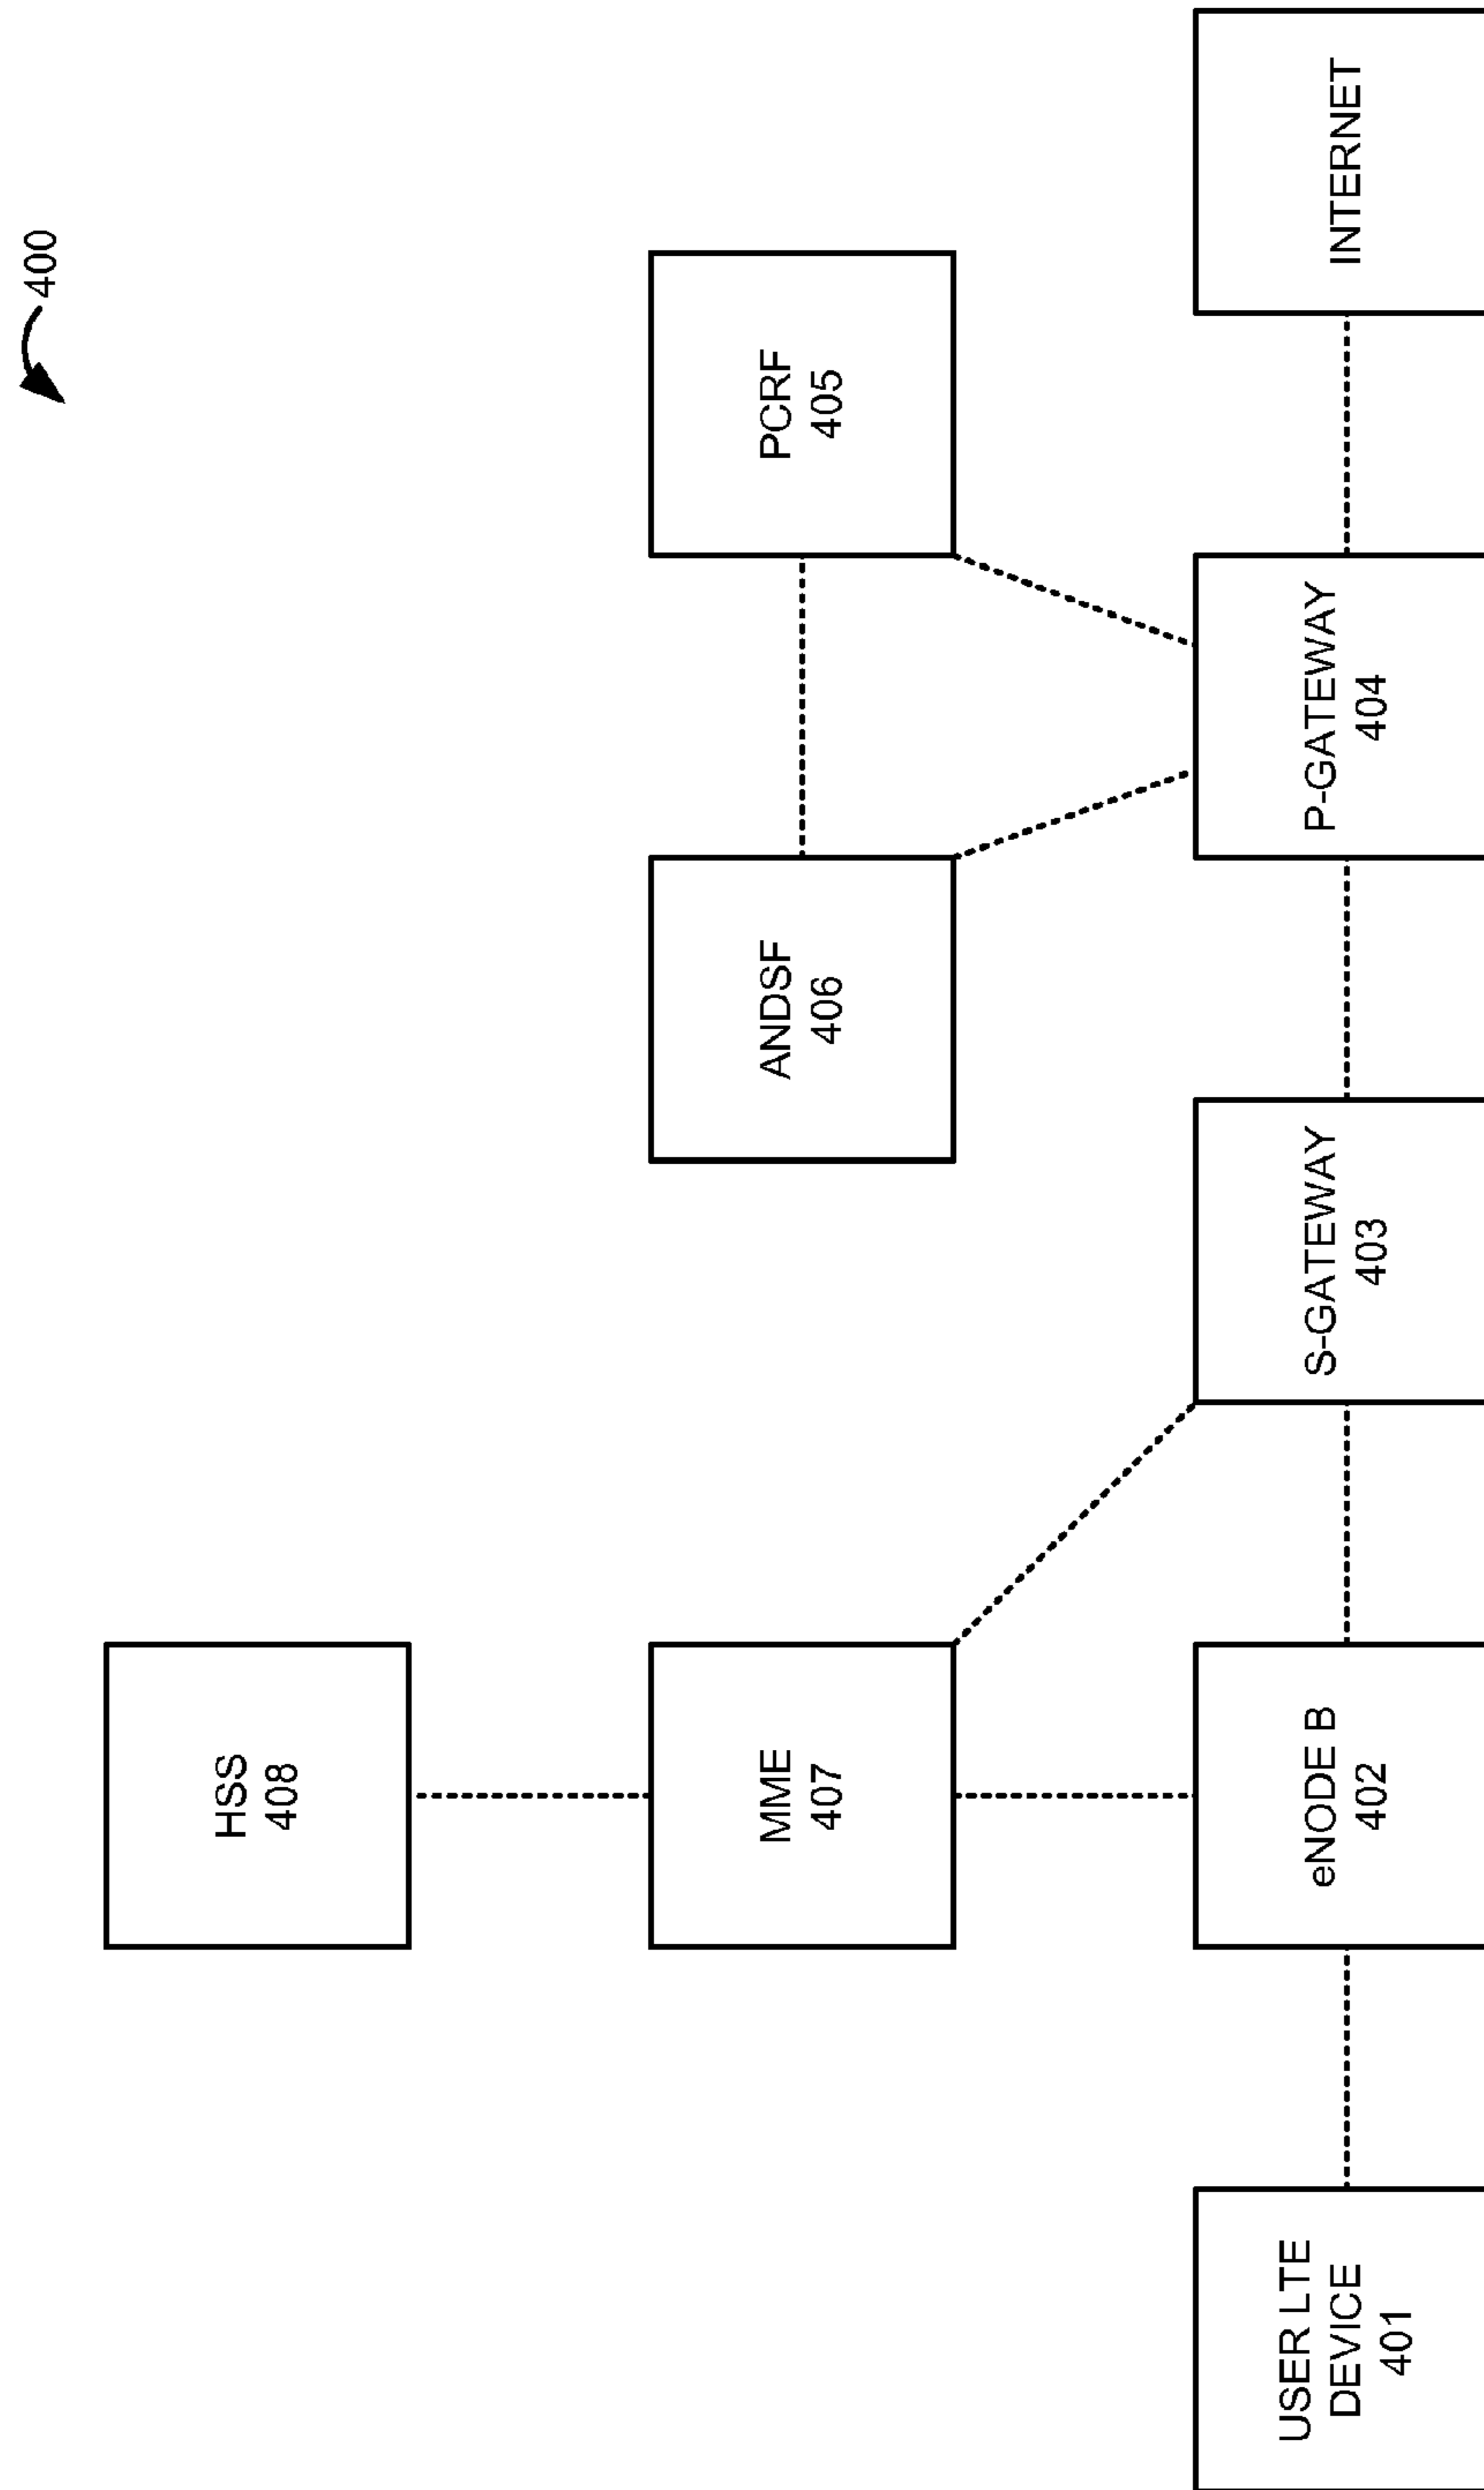 400
HSS
408
MME
407
ANDSF
406
PCRF
405
USER LTE
DEVICE
401
eNODE B
402
S-GATEWAY
403
P-GATEWAY
404
INTERNET